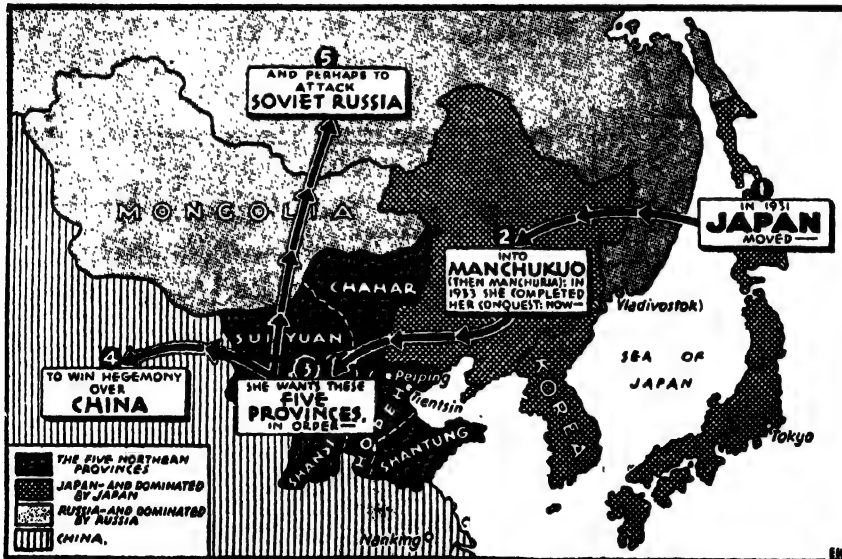 1
IN 1931
JAPAN
MOVED—
2
INTO
MANCHUKUO
(THEN MANCHURIA); IN
1933 SHE COMPLETED
HER CONQUEST: NOW—
3
SHE WANTS THESE
FIVE
PROVINCES,
IN ORDER—
4
TO WIN HEGEMONY
OVER
CHINA
5
AND PERHAPS TO
ATTACK
SOVIET RUSSIA
MONGOLIA
CHAHAR
SUIYUAN
Peiping
Tientsin
HOPEI
SHANSI
SHANTUNG
Nanking
KOREA
Vladivostok
SEA OF
JAPAN
Tokyo
THE FIVE NORTHERN
PROVINCES
JAPAN-AND DOMINATED
BY JAPAN
RUSSIA-AND DOMINATED
BY RUSSIA
CHINA.